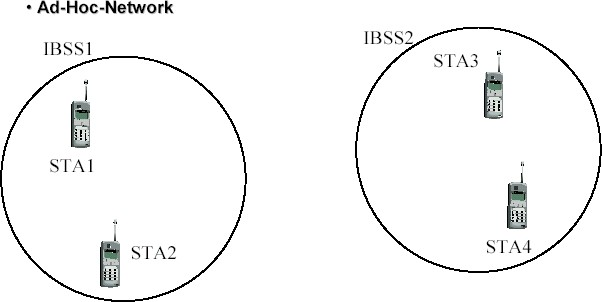 • Ad-Hoc-Network
IBSS1
STA1
STA2
IBSS2
STA3
STA4